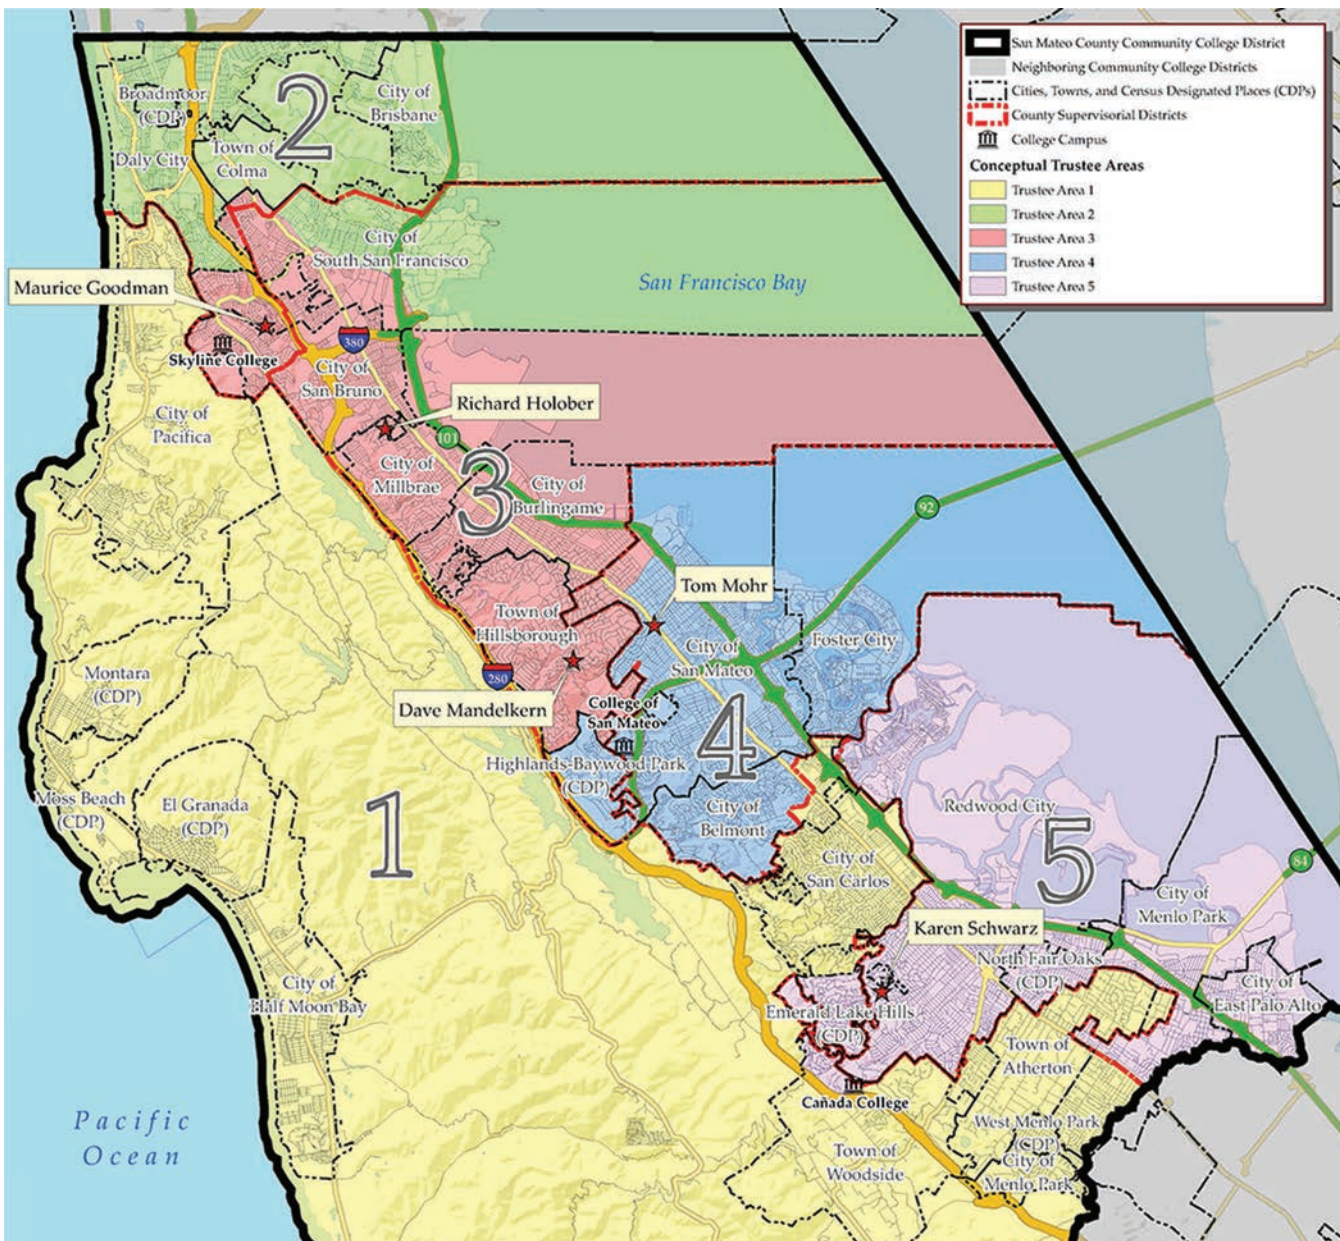 San Mateo County Community College District
Neighboring Community College Districts
Cities, Towns, and Census Designated Places (CDPs)
County Supervisorial Districts
College Campus
Conceptual Trustee Areas
Trustee Area 1
Trustee Area 2
Trustee Area 3
Trustee Area 4
Trustee Area 5
Broadmoor
(CDP)
2
City of
Brisbane
Daly City
Town of
Colma
City of
South San Francisco
San Francisco Bay
Maurice Goodman
Skyline College
380
City of
San Bruno
Richard Holober
City of
Pacifica
101
City of
Millbrae
3
City of
Burlingame
92
Tom Mohr
Town of
Hillsborough
City of
San Mateo
Foster City
Montara
(CDP)
280
Dave Mandelkern
College of
San Mateo
4
Highlands-Baywood Park
(CDP)
Moss Beach
(CDP)
El Granada
(CDP)
1
City of
Belmont
Redwood City
5
City of
San Carlos
84
City of
Menlo Park
Karen Schwarz
North Fair Oaks
(CDP)
City of
East Palo Alto
City of
Half Moon Bay
Emerald Lake Hills
(CDP)
Town of
Atherton
Cañada College
Pacific
Ocean
West Menlo Park
(CDP)
Town of
Woodside
City of
Menlo Park